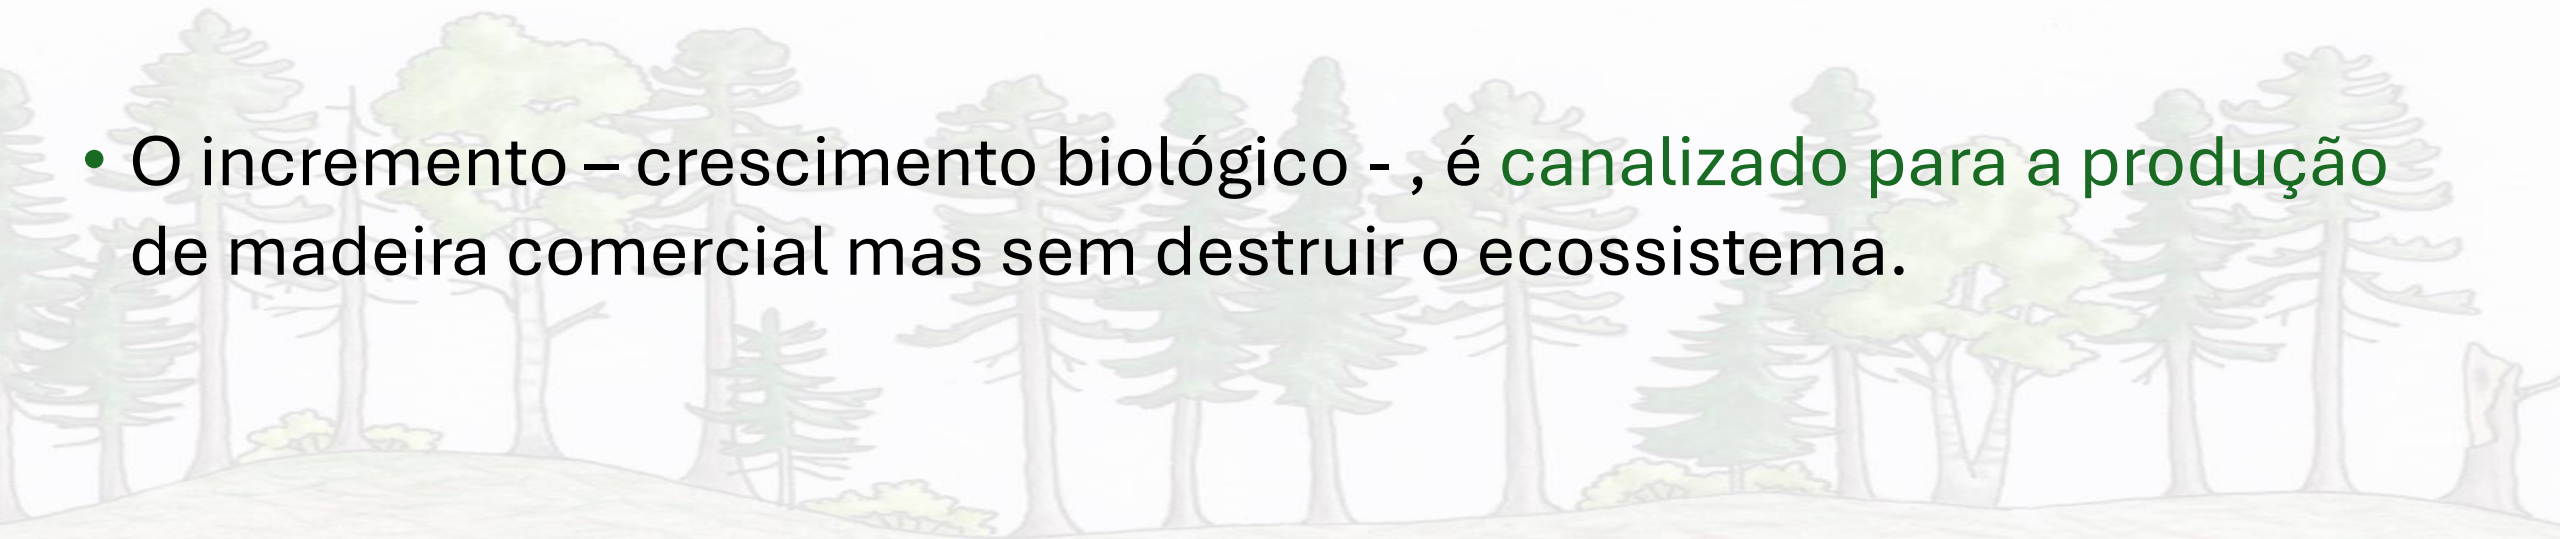 • O incremento – crescimento biológico - , é canalizado para a produção
de madeira comercial mas sem destruir o ecossistema.